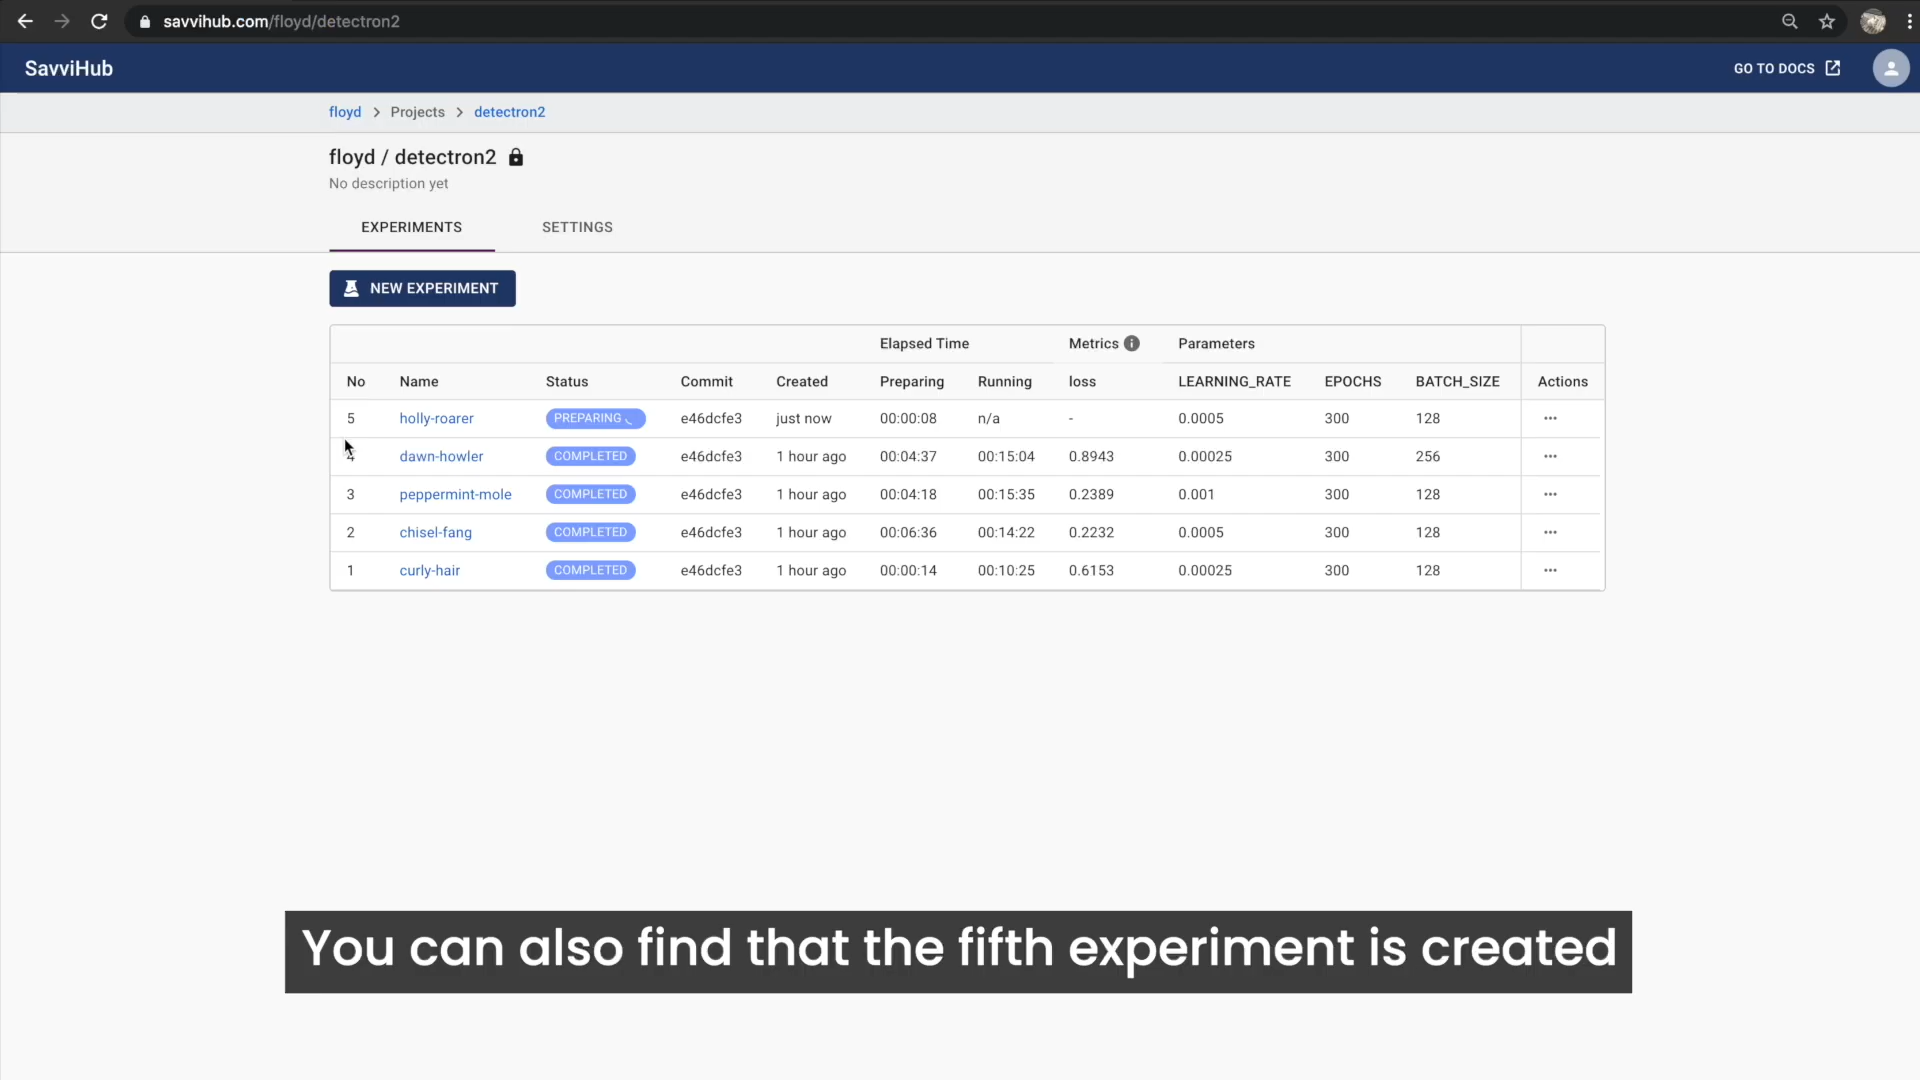 savvihub.com/floyd/detectron2
SavviHub
GO TO DOCS
floyd > Projects > detectron2
floyd / detectron2
No description yet
EXPERIMENTS SETTINGS
NEW EXPERIMENT
Elapsed Time Metrics Parameters
No Name Status Commit Created Preparing Running loss LEARNING_RATE EPOCHS BATCH_SIZE Actions
5 holly-roarer PREPARING e46dcfe3 just now 00:00:08 n/a - 0.0005 300 128 ...
4 dawn-howler COMPLETED e46dcfe3 1 hour ago 00:04:37 00:15:04 0.8943 0.00025 300 256 ...
3 peppermint-mole COMPLETED e46dcfe3 1 hour ago 00:04:18 00:15:35 0.2389 0.001 300 128 ...
2 chisel-fang COMPLETED e46dcfe3 1 hour ago 00:06:36 00:14:22 0.2232 0.0005 300 128 ...
1 curly-hair COMPLETED e46dcfe3 1 hour ago 00:00:14 00:10:25 0.6153 0.00025 300 128 ...
You can also find that the fifth experiment is created